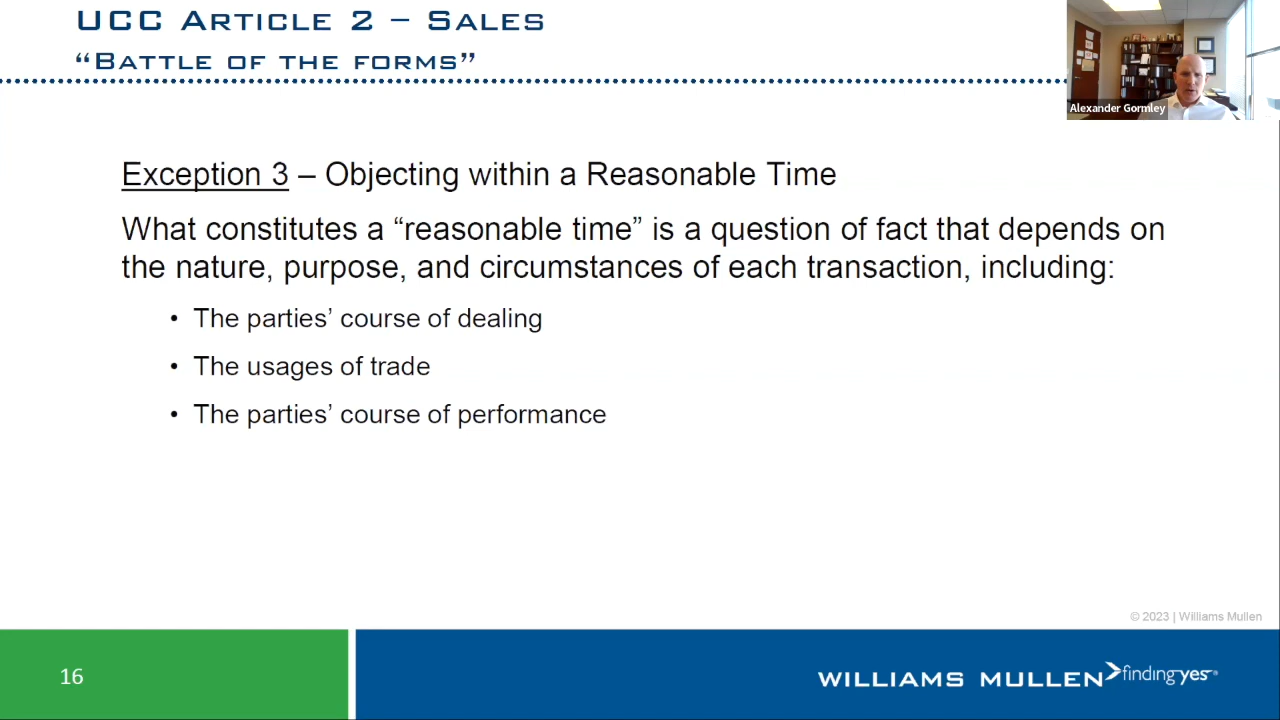 UCC Article 2 – Sales
“Battle of the forms”
Alexander Gormley
Exception 3 – Objecting within a Reasonable Time
What constitutes a “reasonable time” is a question of fact that depends on
the nature, purpose, and circumstances of each transaction, including:
• The parties’ course of dealing
• The usages of trade
• The parties’ course of performance
© 2023 | Williams Mullen
16
WILLIAMS MULLEN finding yes®